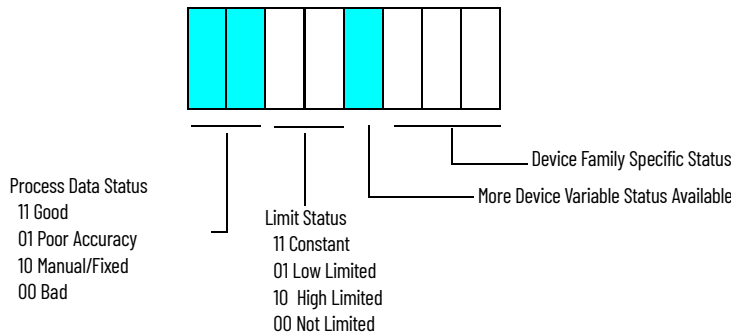 Device Family Specific Status
More Device Variable Status Available
Process Data Status
11 Good
01 Poor Accuracy
10 Manual/Fixed
00 Bad
Limit Status
11 Constant
01 Low Limited
10 High Limited
00 Not Limited